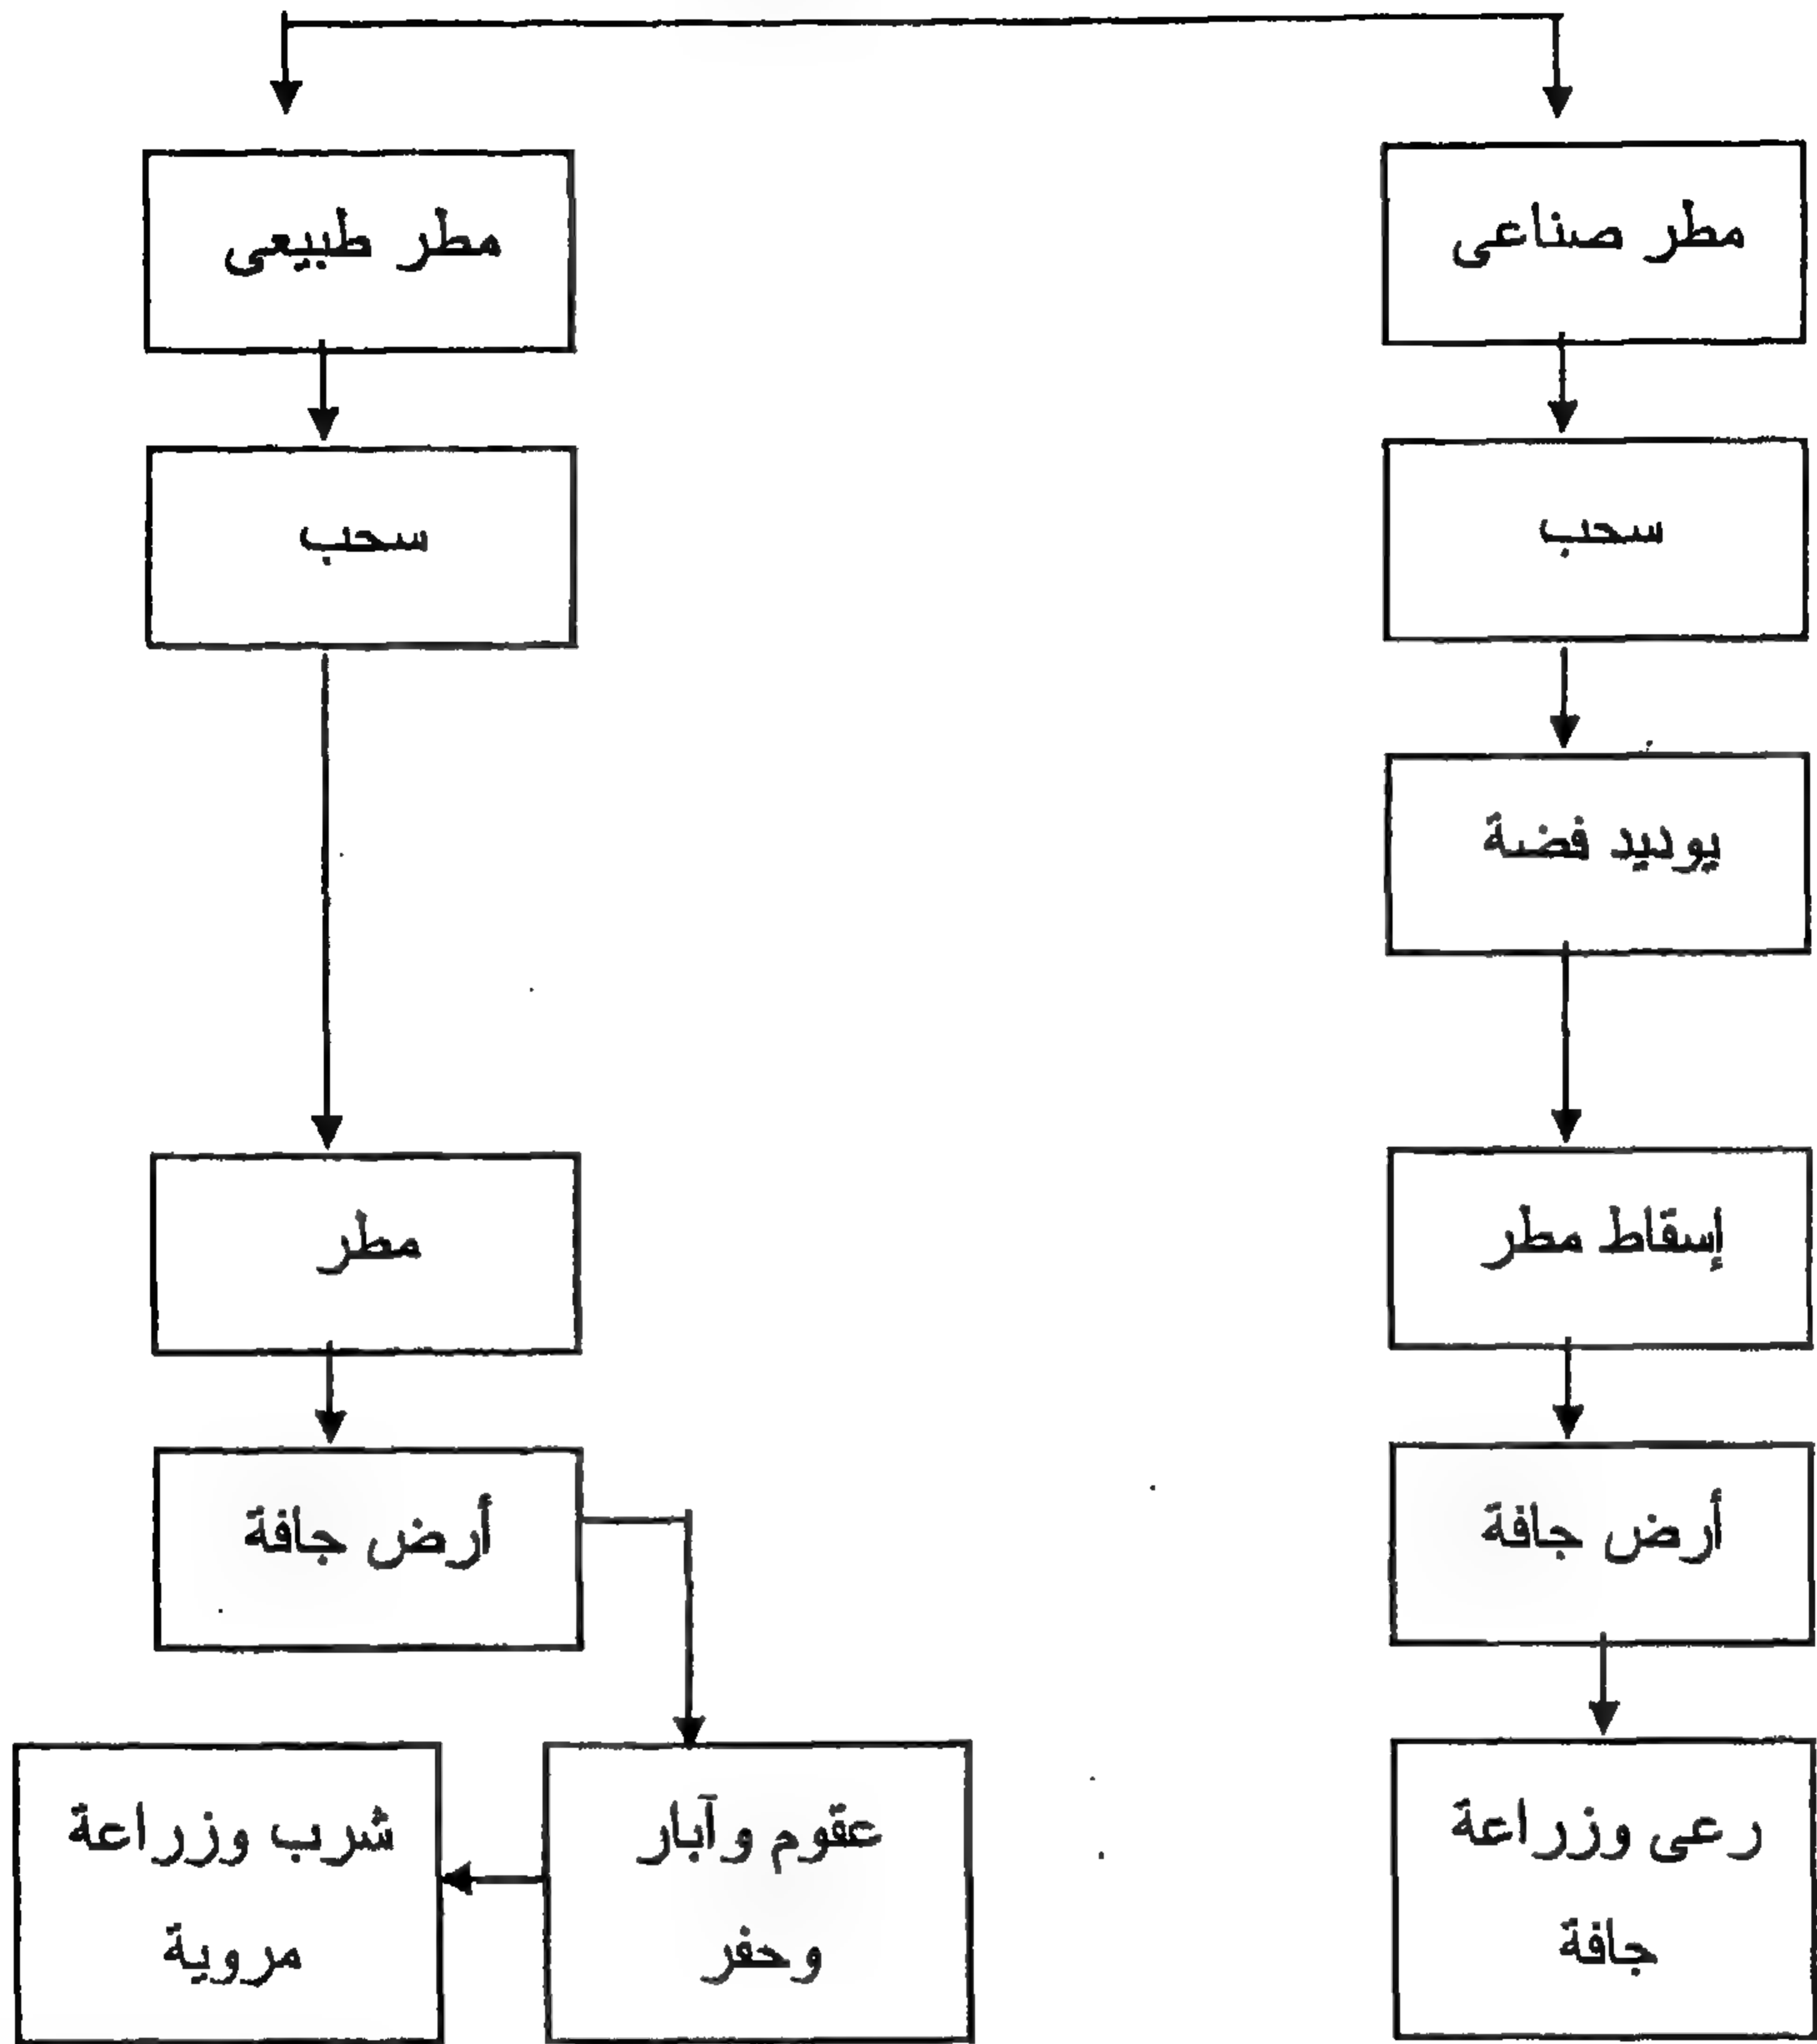 مطر صناعى
مطر طبيعى
سحب
سحب
يوديد فضة
إسقاط مطر
مطر
أرض جافة
أرض جافة
رعى وزراعة
جافة
عقوم وآبار
وحفر
شرب وزراعة
مروية